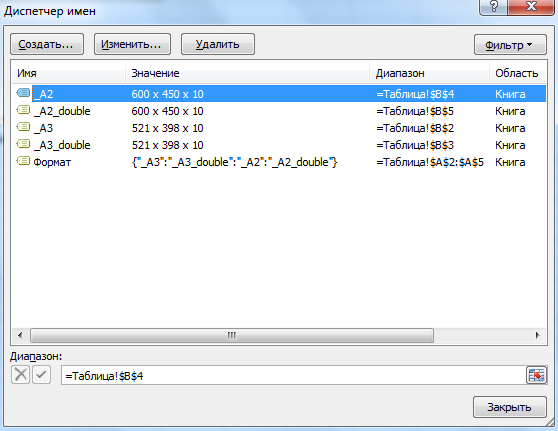 Диспетчер имен
Создать... Изменить... Удалить Фильтр
Имя Значение Диапазон Область
_A2 600 x 450 x 10 =Таблица!$B$4 Книга
_A2_double 600 x 450 x 10 =Таблица!$B$5 Книга
_A3 521 x 398 x 10 =Таблица!$B$2 Книга
_A3_double 521 x 398 x 10 =Таблица!$B$3 Книга
Формат {"_A3":"_A3_double":"_A2":"_A2_double"} =Таблица!$A$2:$A$5 Книга
Диапазон:
=Таблица!$B$4
Закрыть